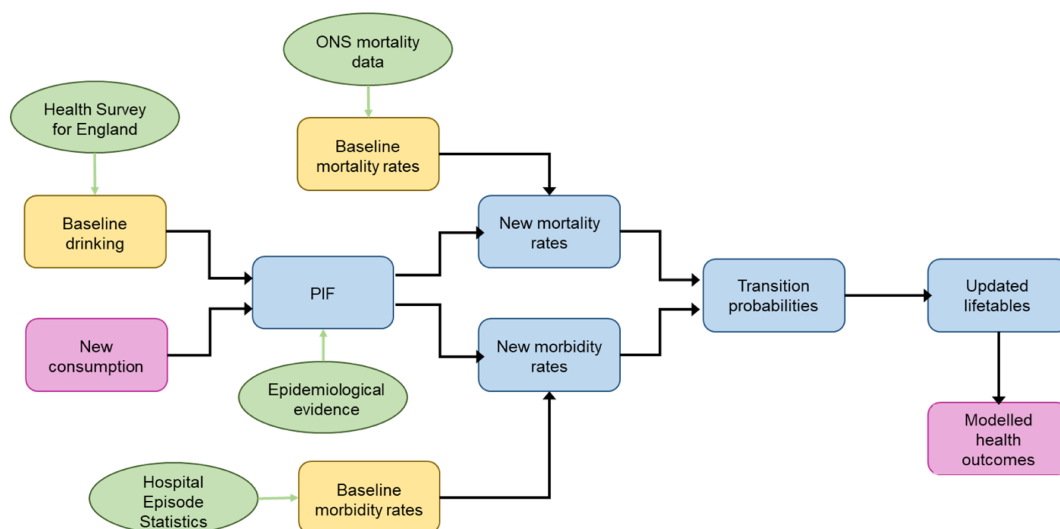 ONS mortality
data
Health Survey
for England
Baseline
mortality rates
Baseline
drinking
New mortality
rates
PIF
Transition
probabilities
Updated
lifetables
New
consumption
New morbidity
rates
Epidemiological
evidence
Modelled
health
outcomes
Hospital
Episode
Statistics
Baseline
morbidity rates